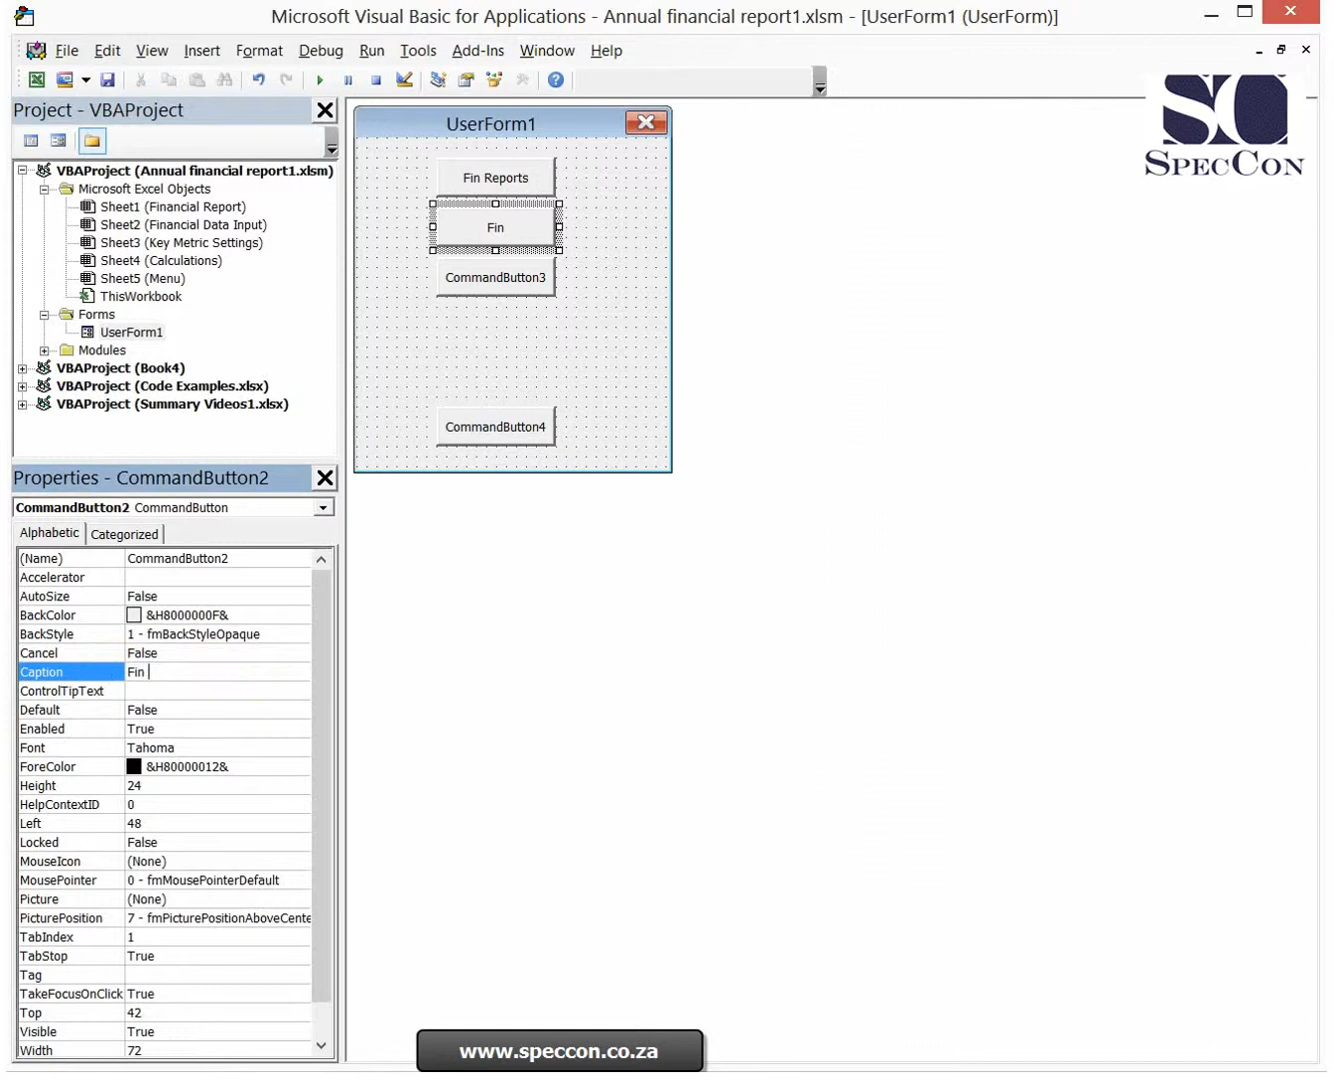 Microsoft Visual Basic for Applications - Annual financial report1.xlsm - [UserForm1 (UserForm)]
File Edit View Insert Format Debug Run Tools Add-Ins Window Help
Project - VBAProject
VBAProject (Annual financial report1.xlsm)
Microsoft Excel Objects
Sheet1 (Financial Report)
Sheet2 (Financial Data Input)
Sheet3 (Key Metric Settings)
Sheet4 (Calculations)
Sheet5 (Menu)
ThisWorkbook
Forms
UserForm1
Modules
VBAProject (Book4)
VBAProject (Code Examples.xlsx)
VBAProject (Summary Videos1.xlsx)
Properties - CommandButton2
CommandButton2 CommandButton
Alphabetic Categorized
(Name) CommandButton2
Accelerator
AutoSize False
BackColor &H8000000F&
BackStyle 1 - fmBackStyleOpaque
Cancel False
Caption Fin
ControlTipText
Default False
Enabled True
Font Tahoma
ForeColor &H80000012&
Height 24
HelpContextID 0
Left 48
Locked False
MouseIcon (None)
MousePointer 0 - fmMousePointerDefault
Picture (None)
PicturePosition 7 - fmPicturePositionAboveCente
TabIndex 1
TabStop True
Tag
TakeFocusOnClick True
Top 42
Visible True
Width 72
UserForm1
Fin Reports
Fin
CommandButton3
CommandButton4
SC
SPECCON
www.speccon.co.za